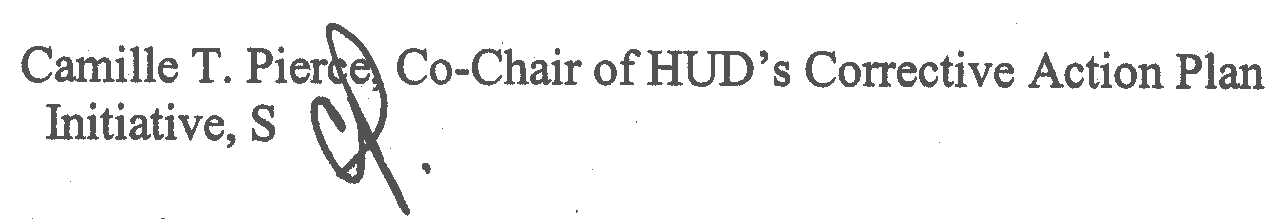 Camille T. Pierce, Co-Chair of HUD's Corrective Action Plan
Initiative, S